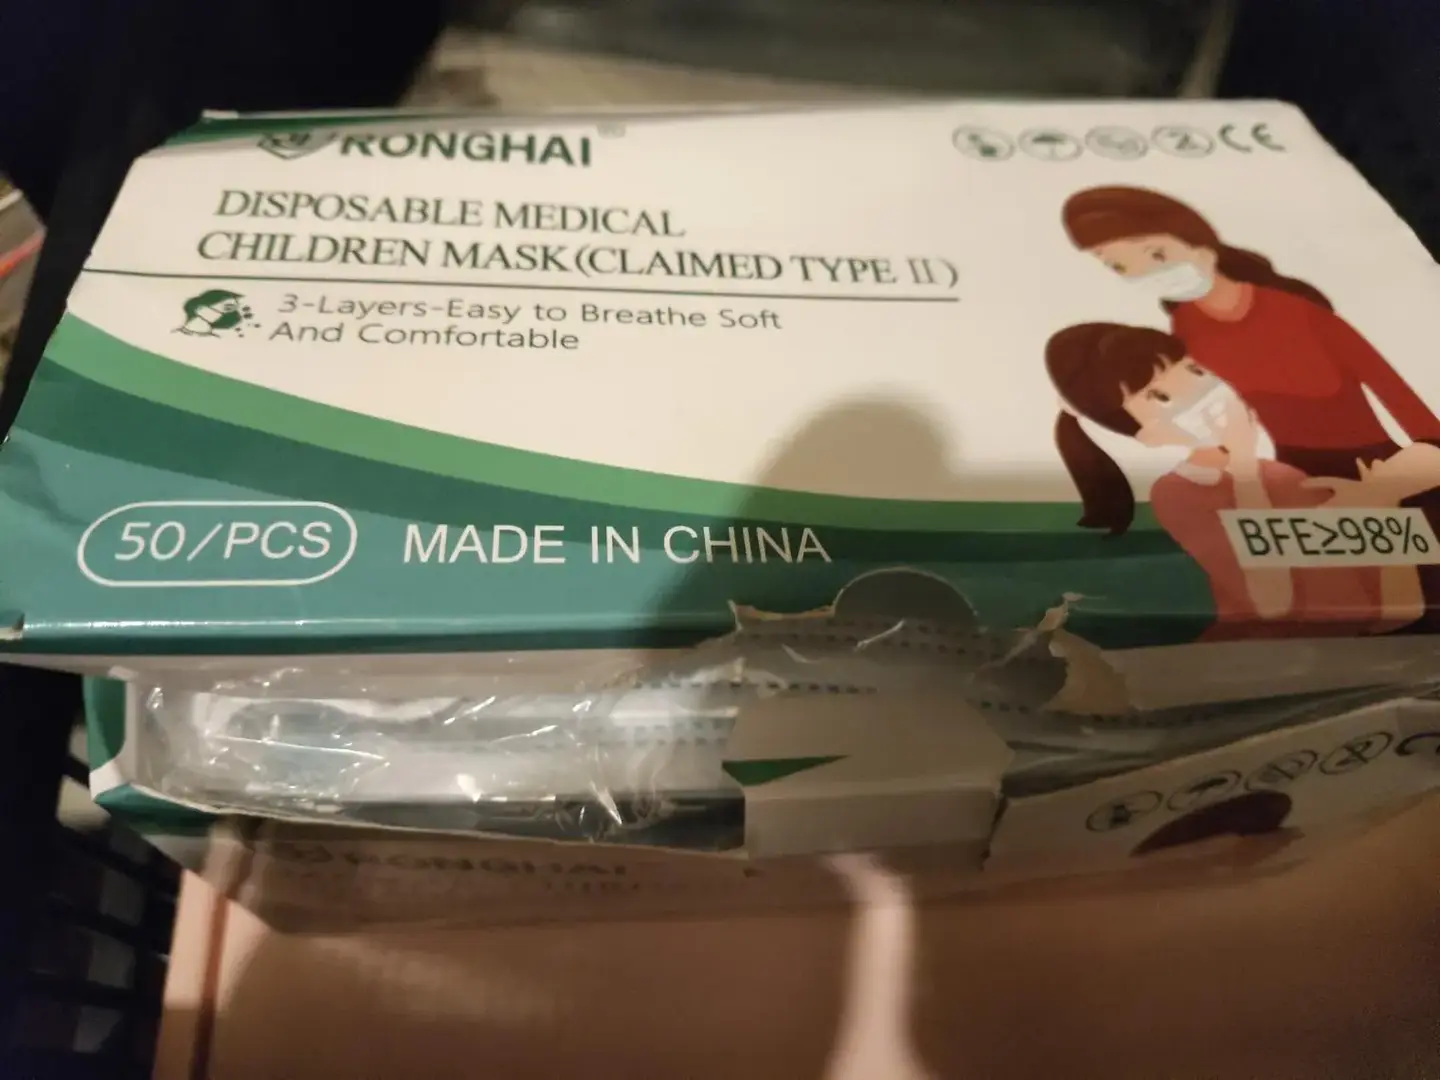 RONGHAI
DISPOSABLE MEDICAL
CHILDREN MASK (CLAIMED TYPE II)
3-Layers-Easy to Breathe Soft
And Comfortable
50/PCS
MADE IN CHINA
BFE≥98%
CE
RONGHAI